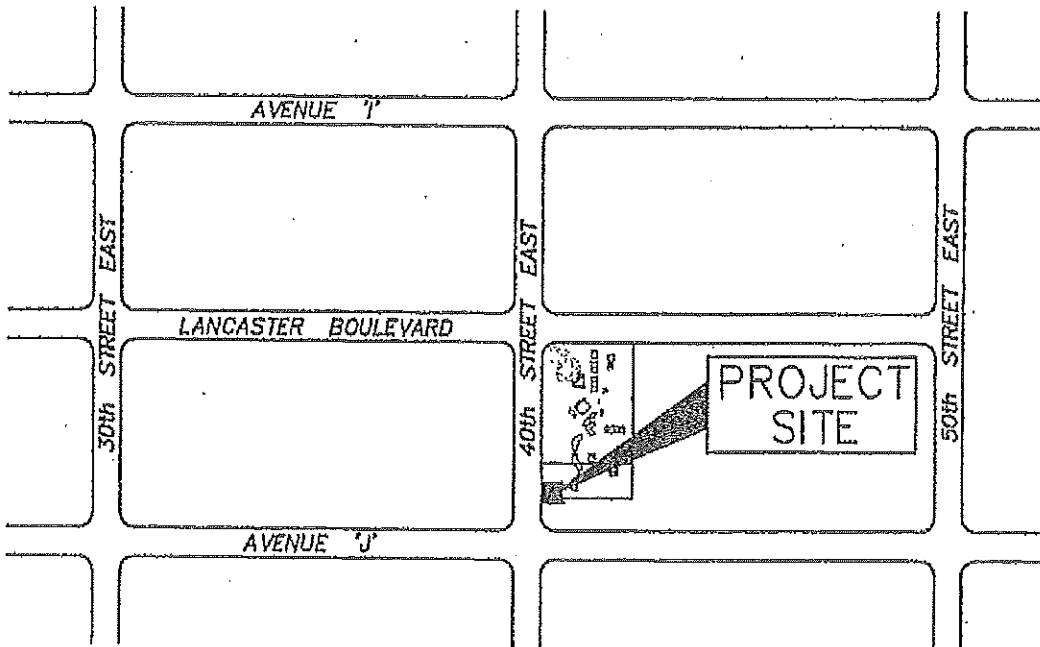 AVENUE 'I'
30th STREET EAST
40th STREET EAST
50th STREET EAST
LANCASTER BOULEVARD
PROJECT
SITE
AVENUE 'J'